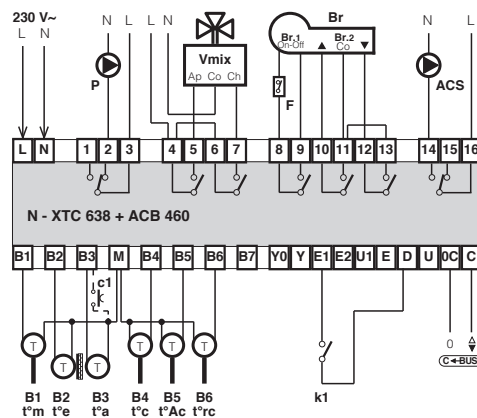 230 V~
L N
N L L N
N L
P
Vmix
Ap Co Ch
Br
Br.1 Br.2
On-Off Co
F
ACS
L N 1 2 3 4 5 6 7 8 9 10 11 12 13 14 15 16
N - XTC 638 + ACB 460
B1 B2 B3 M B4 B5 B6 B7 Y0 Y E1 E2 U1 E D U 0C C
c1
T T T T T T
0
C BUS
k1
B1 B2 B3 B4 B5 B6
t°m t°e t°a t°c t°Ac t°rc